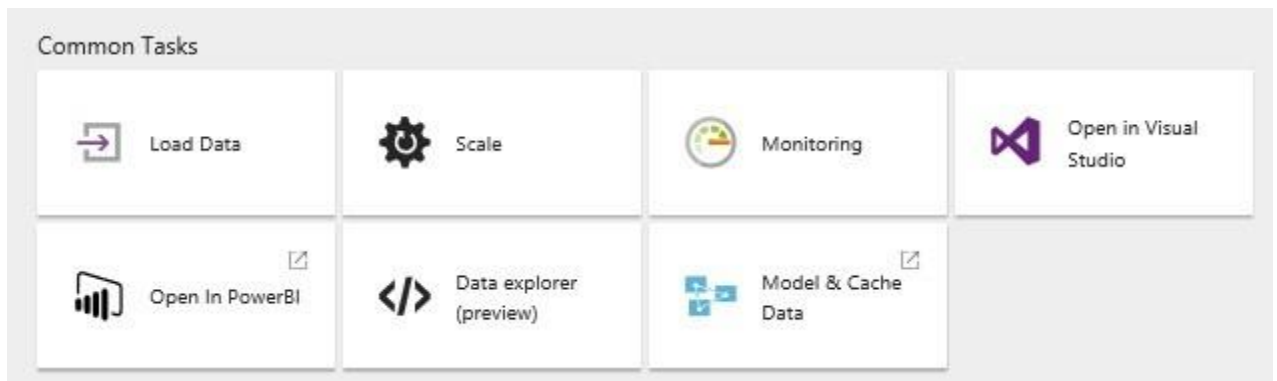 Common Tasks
Load Data
Scale
Monitoring
Open in Visual
Studio
Open In PowerBI
</>
Data explorer
(preview)
Model & Cache
Data